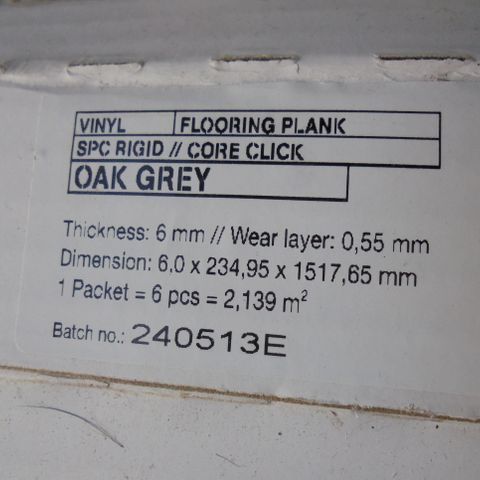 VINYL FLOORING PLANK
SPC RIGID // CORE CLICK
OAK GREY
Thickness: 6 mm // Wear layer: 0,55 mm
Dimension: 6,0 x 234,95 x 1517,65 mm
1 Packet = 6 pcs = 2,139 m²
Batch no.: 240513E